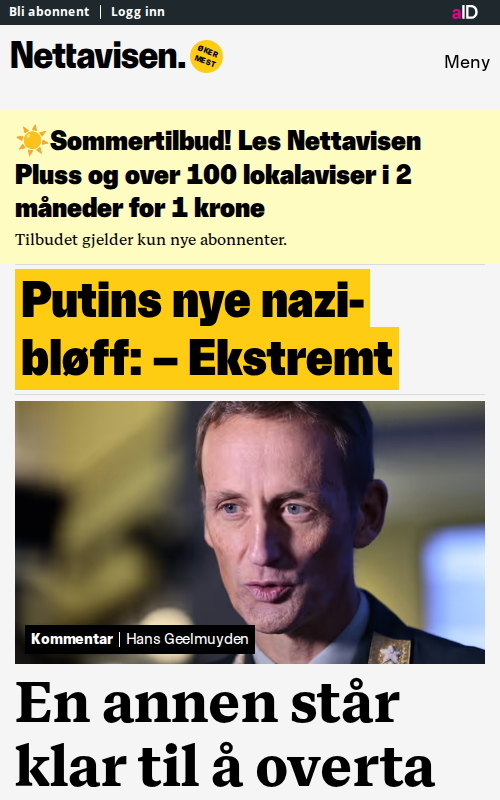 Bli abonnent | Logg inn
aID
Nettavisen.
ØKER
MEST
Meny
☀️Sommertilbud! Les Nettavisen
Pluss og over 100 lokalaviser i 2
måneder for 1 krone
Tilbudet gjelder kun nye abonnenter.
Putins nye nazi-
bløff: – Ekstremt
Kommentar | Hans Geelmuyden
En annen står
klar til å overta